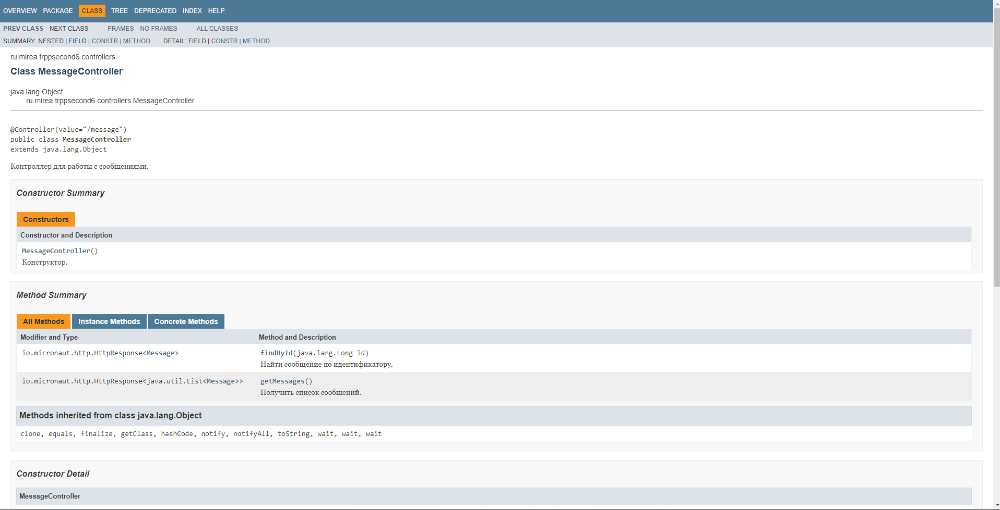 OVERVIEW PACKAGE CLASS TREE DEPRECATED INDEX HELP
PREV CLASS NEXT CLASS FRAMES NO FRAMES ALL CLASSES
SUMMARY: NESTED | FIELD | CONSTR | METHOD DETAIL: FIELD | CONSTR | METHOD
ru.mirea.trppsecond6.controllers
Class MessageController
java.lang.Object
ru.mirea.trppsecond6.controllers.MessageController
@Controller(value="/message")
public class MessageController
extends java.lang.Object
Контроллер для работы с сообщениями.
Constructor Summary
Constructors
Constructor and Description
MessageController()
Конструктор.
Method Summary
All Methods Instance Methods Concrete Methods
Modifier and Type Method and Description
io.micronaut.http.HttpResponse<Message> findById(java.lang.Long id)
Найти сообщение по идентификатору.
io.micronaut.http.HttpResponse<java.util.List<Message>> getMessages()
Получить список сообщений.
Methods inherited from class java.lang.Object
clone, equals, finalize, getClass, hashCode, notify, notifyAll, toString, wait, wait, wait
Constructor Detail
MessageController